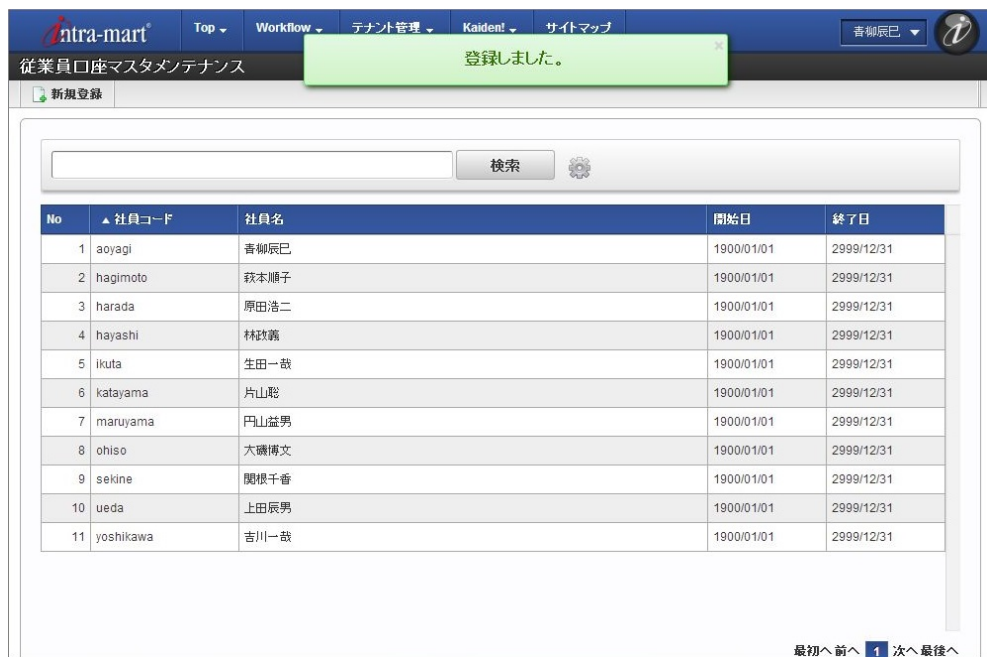 intra-mart® Top Workflow テナント管理 Kaiden! サイトマップ 青柳辰巳
登録しました。
従業員口座マスタメンテナンス
新規登録
検索
No ▲ 社員コード 社員名 開始日 終了日
1 aoyagi 青柳辰巳 1900/01/01 2999/12/31
2 hagimoto 萩本順子 1900/01/01 2999/12/31
3 harada 原田浩二 1900/01/01 2999/12/31
4 hayashi 林政義 1900/01/01 2999/12/31
5 ikuta 生田一哉 1900/01/01 2999/12/31
6 katayama 片山聡 1900/01/01 2999/12/31
7 maruyama 円山益男 1900/01/01 2999/12/31
8 ohiso 大磯博文 1900/01/01 2999/12/31
9 sekine 関根千香 1900/01/01 2999/12/31
10 ueda 上田辰男 1900/01/01 2999/12/31
11 yoshikawa 吉川一哉 1900/01/01 2999/12/31
最初へ 前へ 1 次へ 最後へ